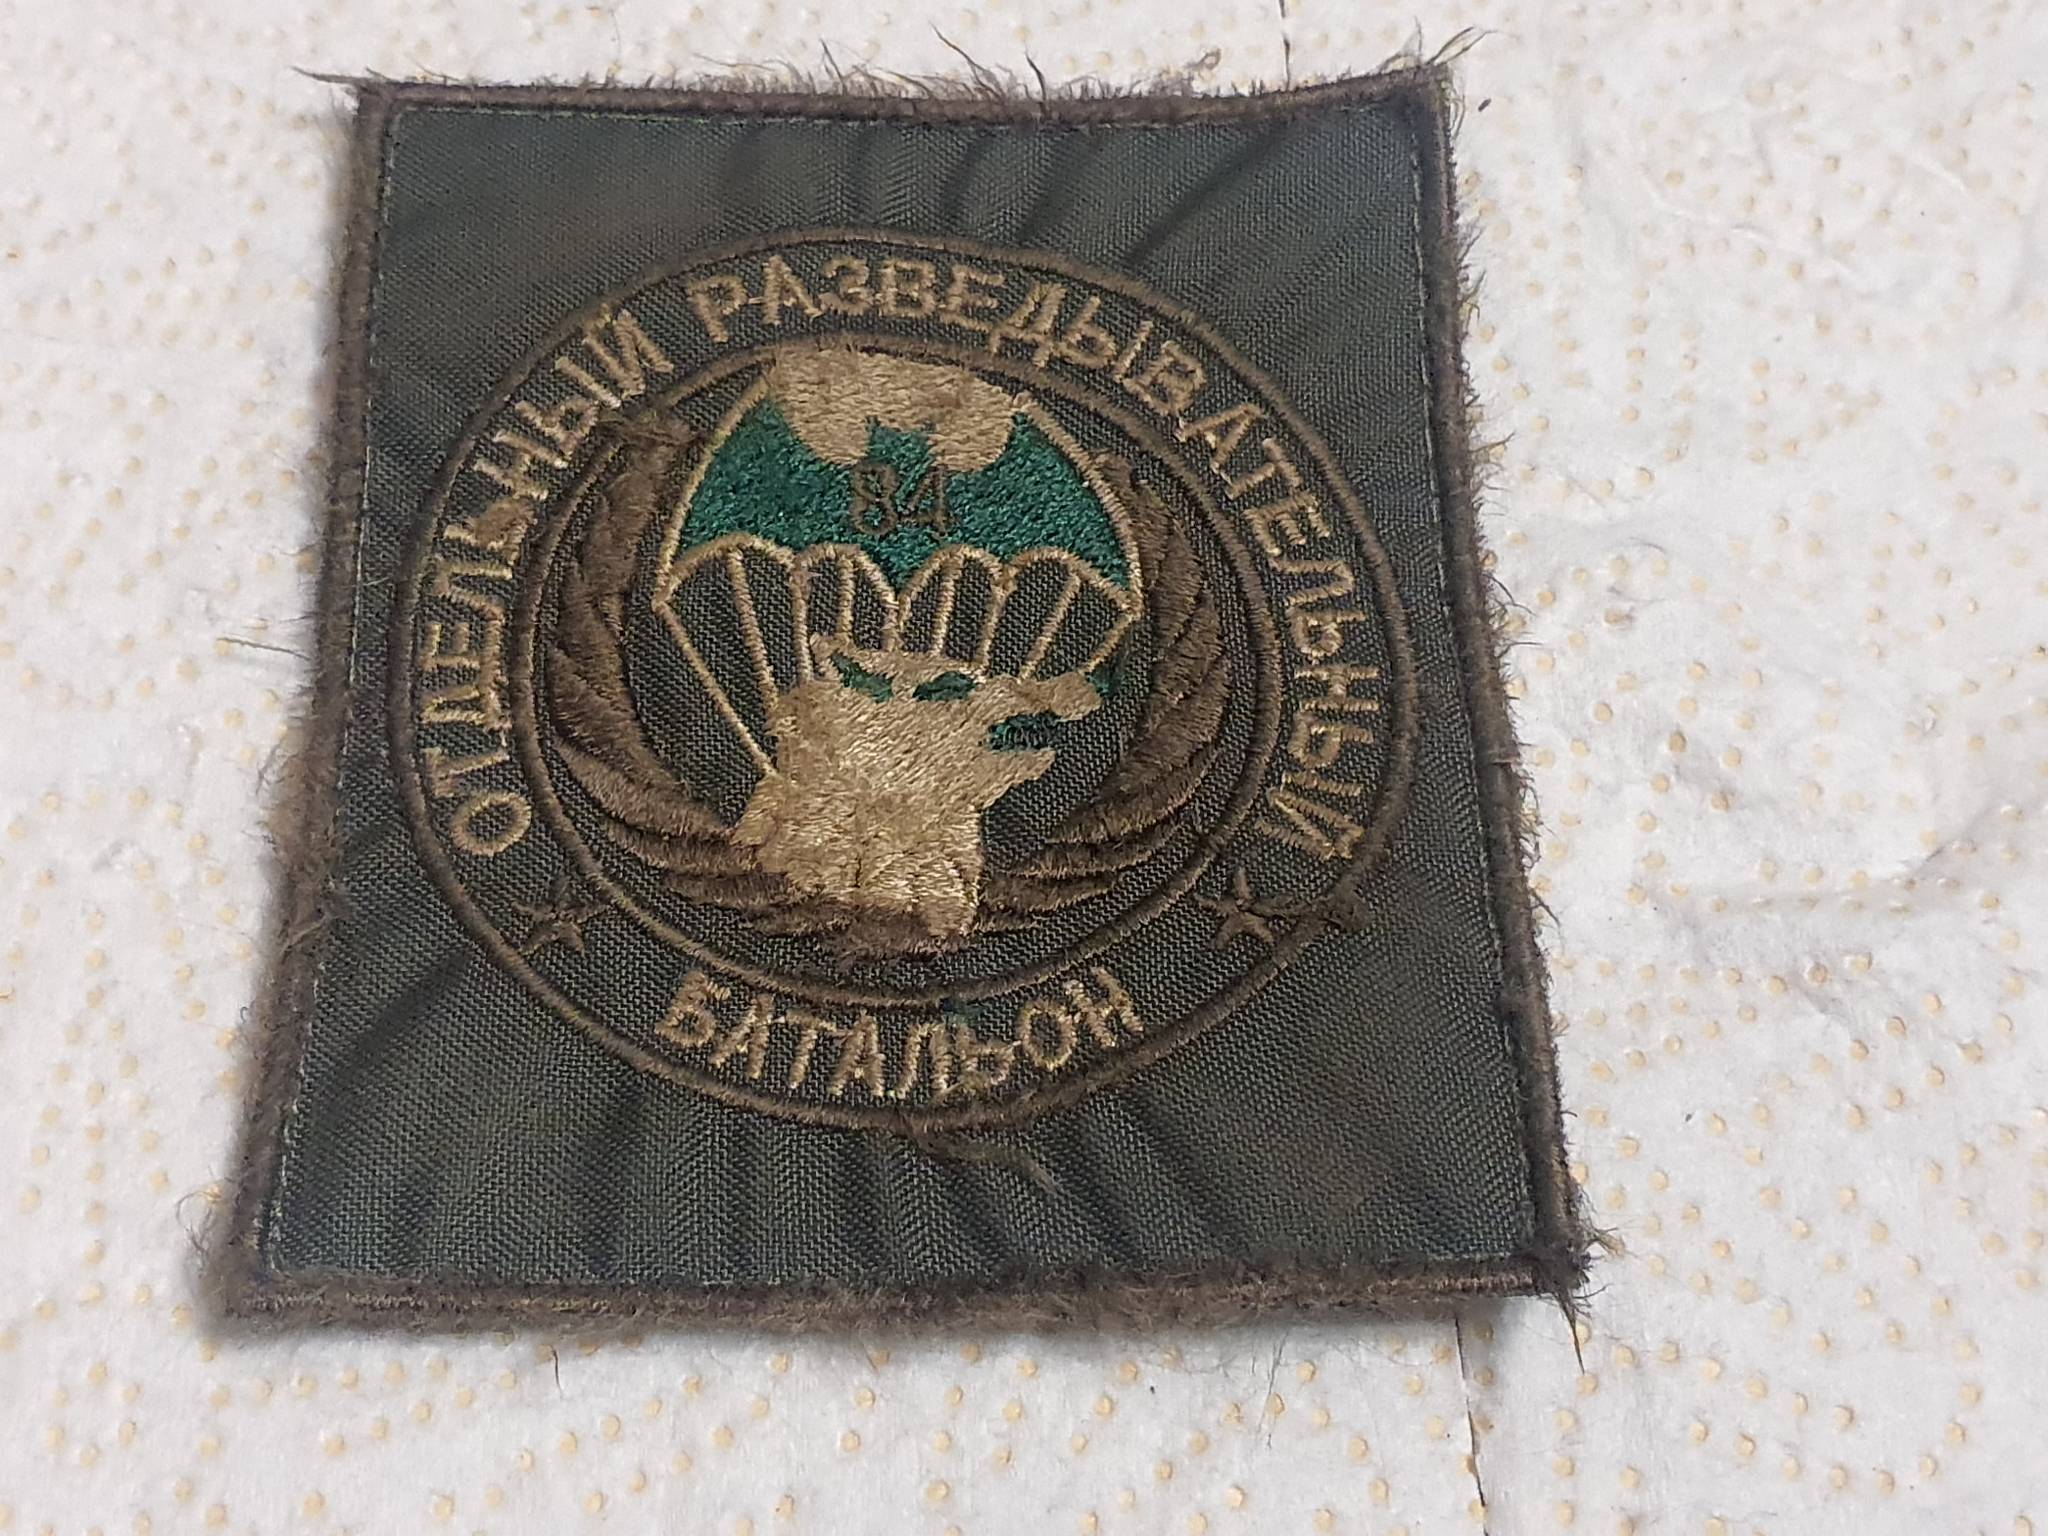 ОТДЕЛЬНЫЙ РАЗВЕДЫВАТЕЛЬНЫЙ
84
БАТАЛЬОН